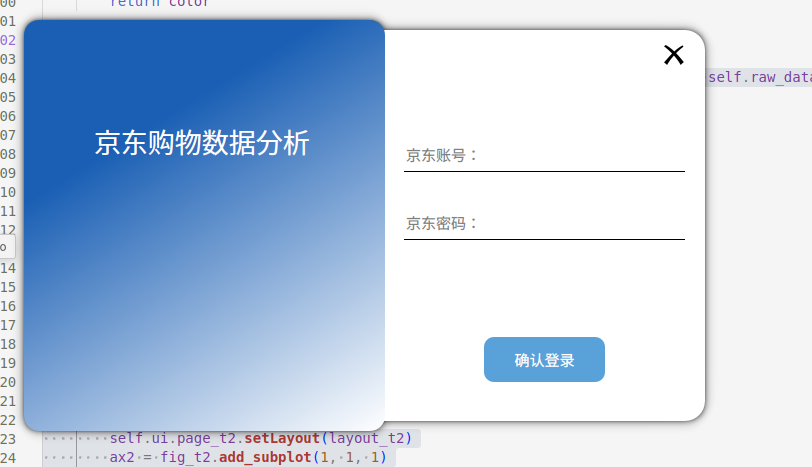 00 return color
01
02
03
04 self.raw_data
05
06
07
08
09
10
11
12
京东购物数据分析
京东账号：
京东密码：
确认登录
o
14
15
16
17
18
19
20
21
22
23 ········self.ui.page_t2.setLayout(layout_t2)
24 ········ax2·=·fig_t2.add_subplot(1,·1,·1)